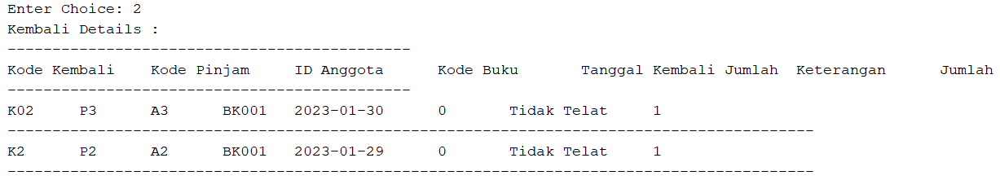 Enter Choice: 2
Kembali Details :
---------------------------------------------
Kode Kembali    Kode Pinjam     ID Anggota      Kode Buku       Tanggal Kembali Jumlah  Keterangan      Jumlah
---------------------------------------------
K02     P3      A3      BK001   2023-01-30      0       Tidak Telat     1
------------------------------------------------------------------------------------------
K2      P2      A2      BK001   2023-01-29      0       Tidak Telat     1
------------------------------------------------------------------------------------------